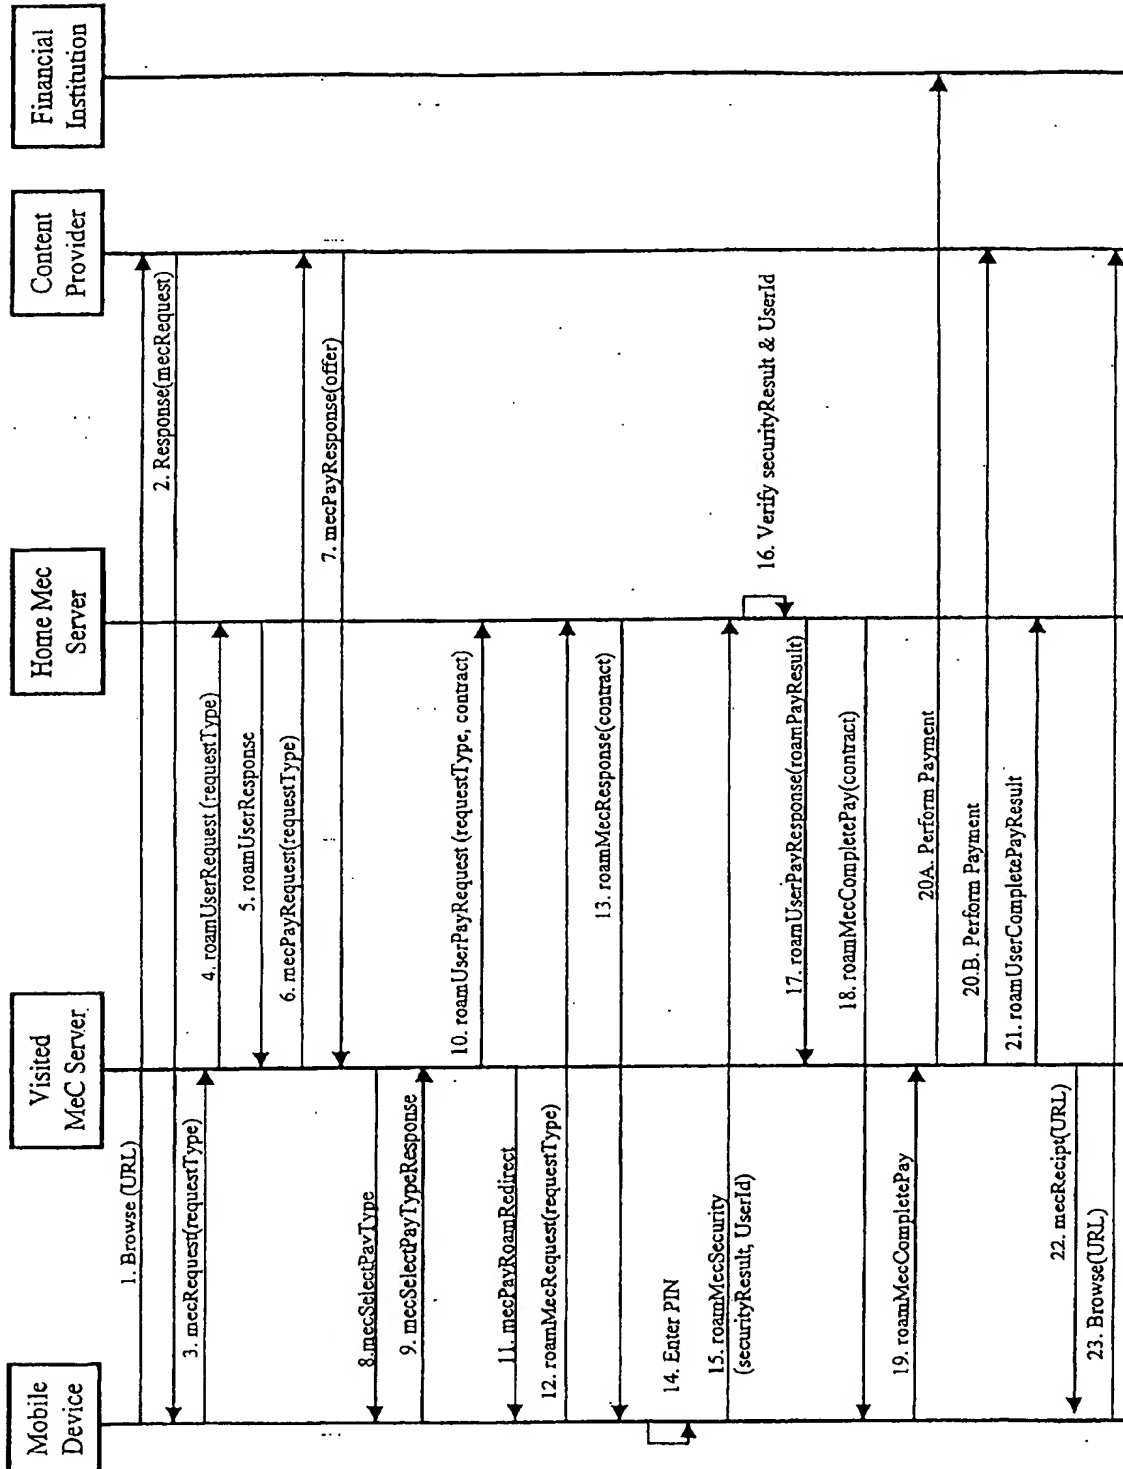 Mobile
Device
Visited
MeC Server
Home Mec
Server
Content
Provider
Financial
Institution
1. Browse (URL)
2. Response(mecRequest)
3. mecRequest(requestType)
4. roamUserRequest (requestType)
5. roamUserResponse
6. mecPayRequest(requestType)
7. mecPayResponse(offer)
8.mecSelectPayType
9. mecSelectPayTypeResponse
10. roamUserPayRequest (requestType, contract)
11. mecPayRoamRedirect
12. roamMecRequest(requestType)
13. roamMecResponse(contract)
14. Enter PIN
15. roamMecSecurity
(securityResult, UserId)
16. Verify securityResult & UserId
17. roamUserPayResponse(roamPayResult)
18. roamMecCompletePay(contract)
19. roamMecCompletePay
20A. Perform Payment
20.B. Perform Payment
21. roamUserCompletePayResult
22. mecRecipt(URL)
23. Browse(URL)